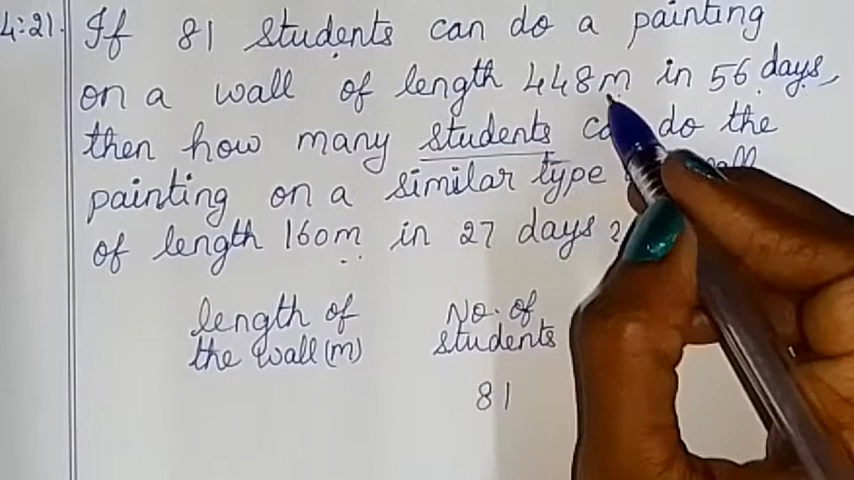 4:21. If 81 students can do a painting
on a wall of length 448m in 56 days,
then how many students do the
painting on a similar type
of length 160m in 27 days ?
length of No. of
the wall (m) students
81